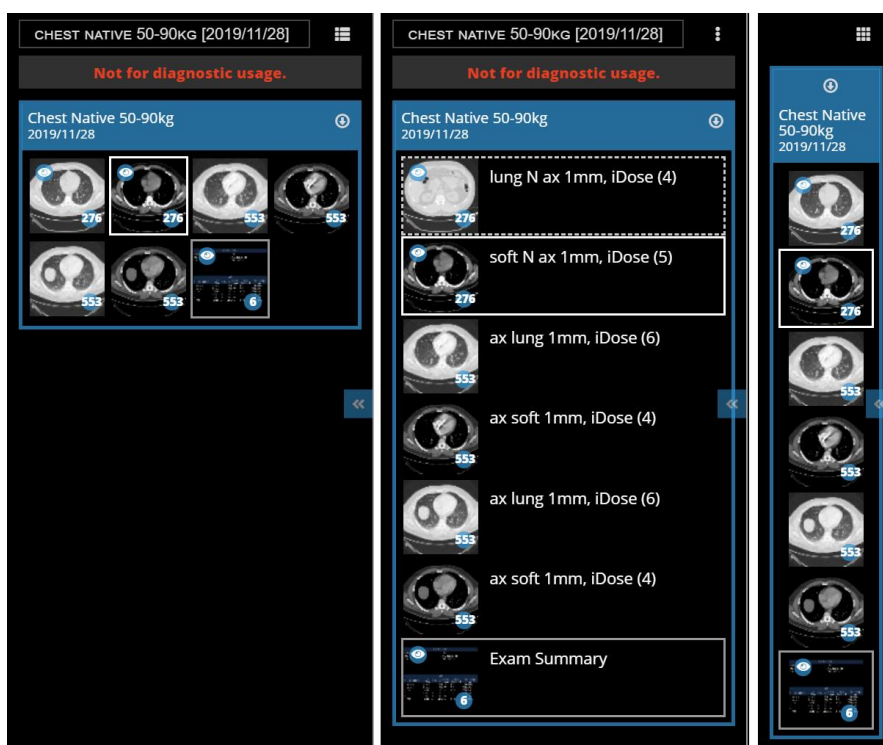 CHEST NATIVE 50-90KG [2019/11/28]
Not for diagnostic usage.
Chest Native 50-90kg
2019/11/28
276
276
553
553
553
553
6
CHEST NATIVE 50-90KG [2019/11/28]
Not for diagnostic usage.
Chest Native 50-90kg
2019/11/28
lung N ax 1mm, iDose (4)
276
soft N ax 1mm, iDose (5)
276
ax lung 1mm, iDose (6)
553
ax soft 1mm, iDose (4)
553
ax lung 1mm, iDose (6)
553
ax soft 1mm, iDose (4)
553
Exam Summary
6
Chest Native
50-90kg
2019/11/28
276
276
553
553
553
553
6